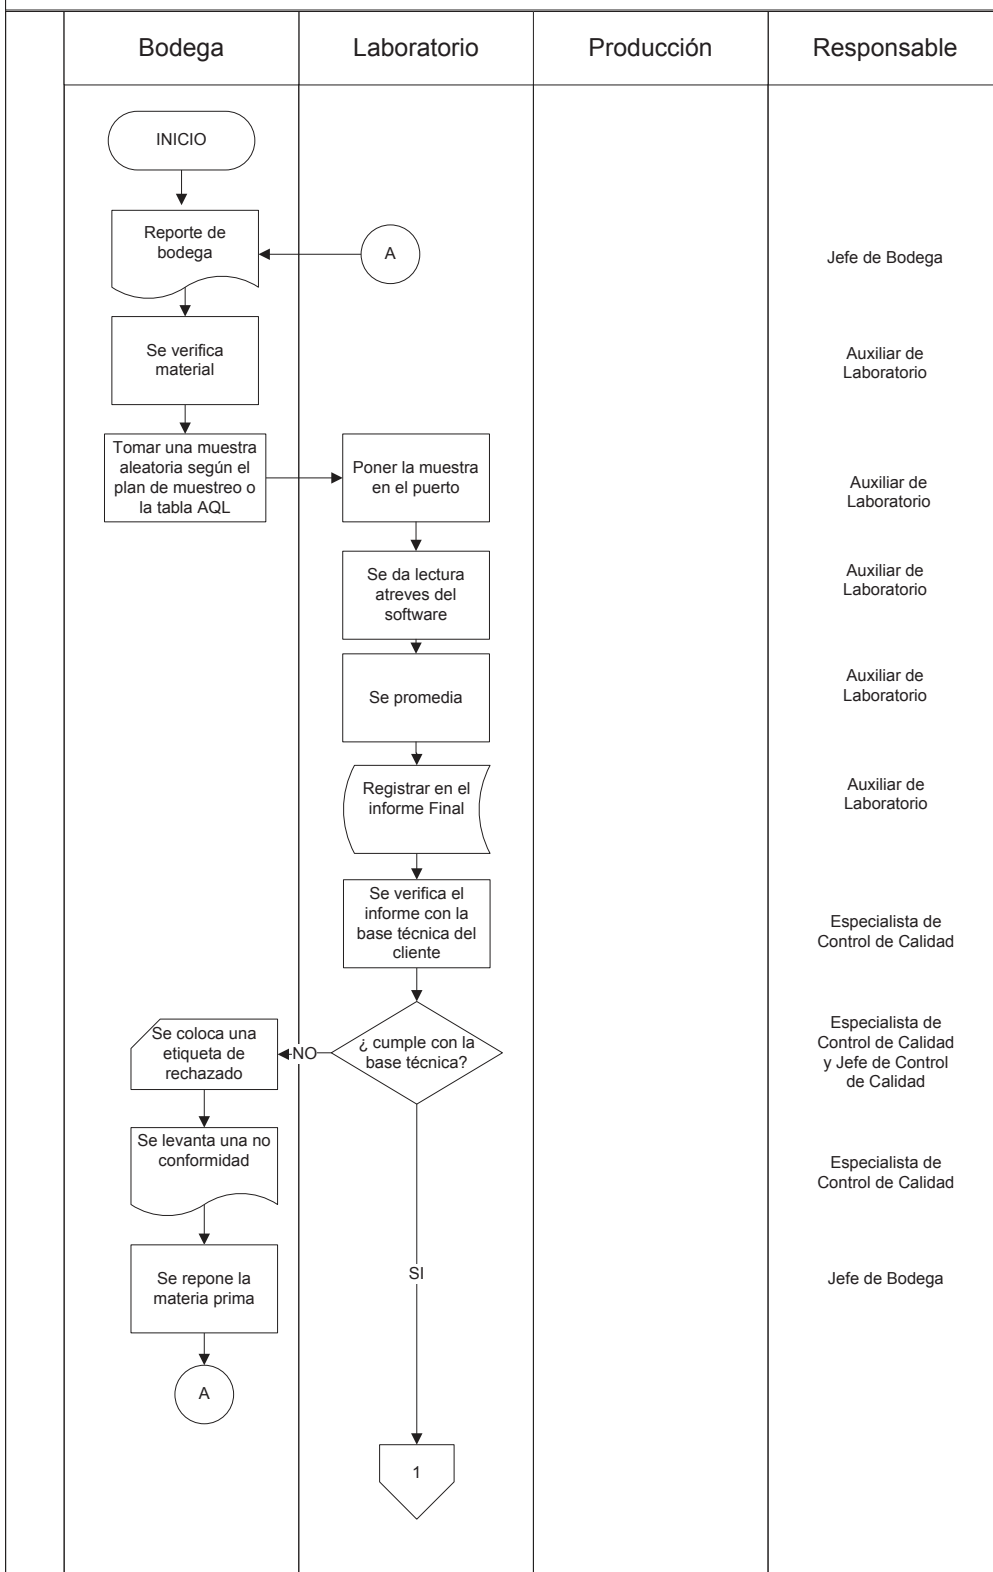 Bodega
Laboratorio
Producción
Responsable
INICIO
Reporte de
bodega
A
Jefe de Bodega
Se verifica
material
Auxiliar de
Laboratorio
Tomar una muestra
aleatoria según el
plan de muestreo o
la tabla AQL
Poner la muestra
en el puerto
Auxiliar de
Laboratorio
Se da lectura
atreves del
software
Auxiliar de
Laboratorio
Se promedia
Auxiliar de
Laboratorio
Registrar en el
informe Final
Auxiliar de
Laboratorio
Se verifica el
informe con la
base técnica del
cliente
Especialista de
Control de Calidad
¿ cumple con la
base técnica?
NO
Se coloca una
etiqueta de
rechazado
Especialista de
Control de Calidad
y Jefe de Control
de Calidad
Se levanta una no
conformidad
Especialista de
Control de Calidad
Se repone la
materia prima
SI
Jefe de Bodega
A
1